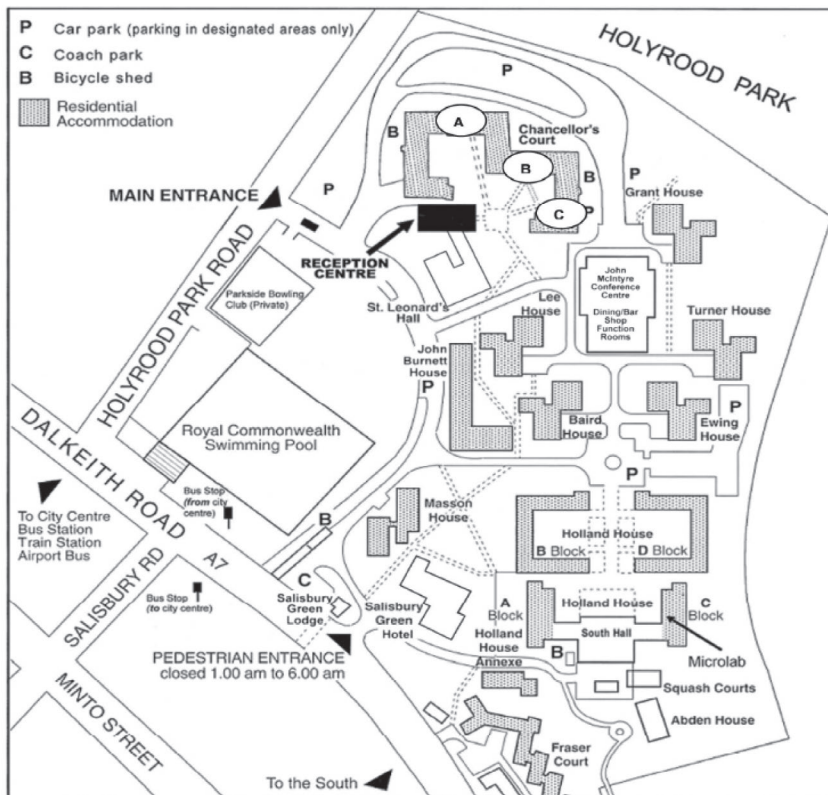 P Car park (parking in designated areas only)
C Coach park
B Bicycle shed
Residential
Accommodation
HOLYROOD PARK
P
A
B
Chancellor's
Court
B
B
P
C
P
P
Grant House
MAIN ENTRANCE
RECEPTION
CENTRE
HOLYROOD PARK ROAD
Parkside Bowling
Club (Private)
St. Leonard's
Hall
John
McIntyre
Conference
Centre
Dining/Bar
Shop
Function
Rooms
Lee
House
Turner House
John
Burnett
House
P
Royal Commonwealth
Swimming Pool
Baird
House
Ewing
House
P
P
DALKEITH ROAD
A7
Bus Stop
(from city
centre)
To City Centre
Bus Station
Train Station
Airport Bus
B
Masson
House
Holland House
B Block
D Block
SALISBURY RD
Bus Stop
(to city centre)
C
Salisbury
Green
Lodge
Salisbury
Green
Hotel
A
Block
Holland House
C
Block
South Hall
Holland
House
Annexe
B
Microlab
PEDESTRIAN ENTRANCE
closed 1.00 am to 6.00 am
Squash Courts
Abden House
MINTO STREET
Fraser
Court
To the South